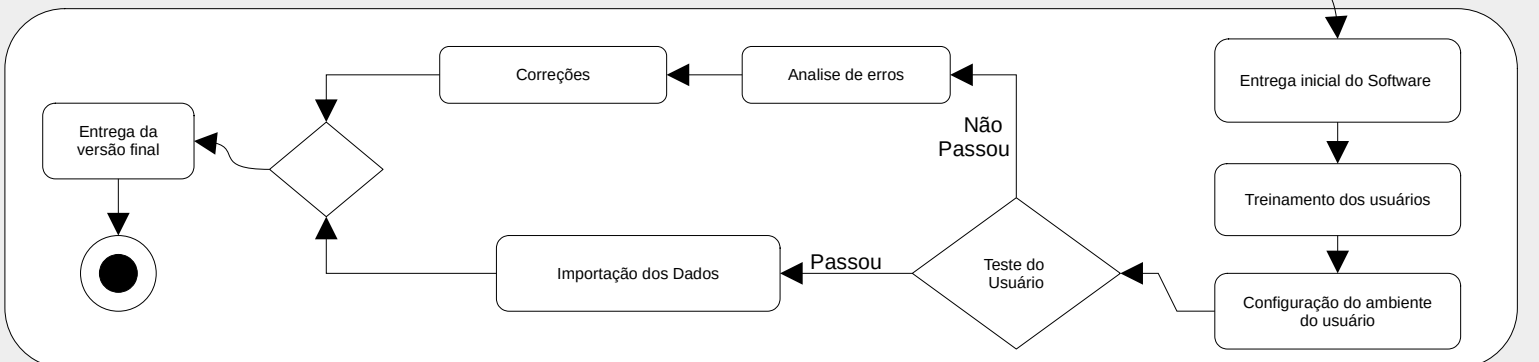 Entrega inicial do Software
Treinamento dos usuários
Configuração do ambiente
do usuário
Teste do
Usuário
Não
Passou
Analise de erros
Correções
Passou
Importação dos Dados
Entrega da
versão final